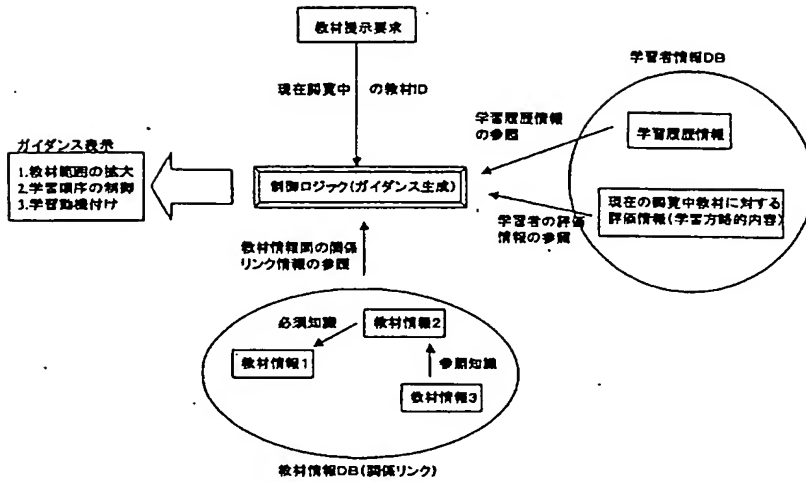 教材提示要求
現在閲覧中 の教材ID
学習者情報DB
学習履歴情報
の参照
学習履歴情報
ガイダンス表示
1.教材範囲の拡大
2.学習順序の制御
3.学習動機付け
制御ロジック(ガイダンス生成)
現在の閲覧中教材に対する
評価情報(学習方略的内容)
学習者の評価
情報の参照
教材情報間の関係
リンク情報の参照
必須知識
教材情報2
教材情報1
参照知識
教材情報3
教材情報DB(関係リンク)